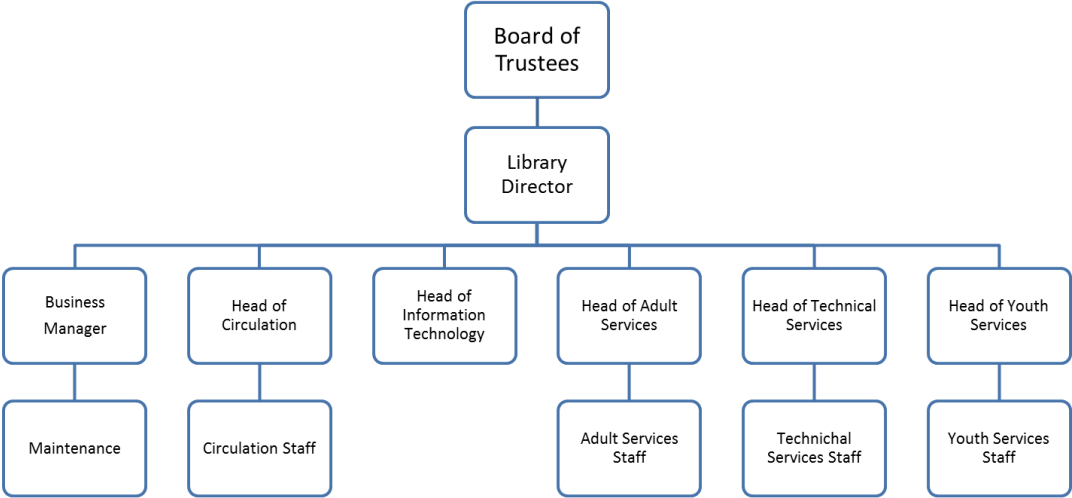 Board of
Trustees
Library
Director
Business
Manager
Head of
Circulation
Head of
Information
Technology
Head of Adult
Services
Head of Technical
Services
Head of Youth
Services
Maintenance
Circulation Staff
Adult Services
Staff
Technichal
Services Staff
Youth Services
Staff